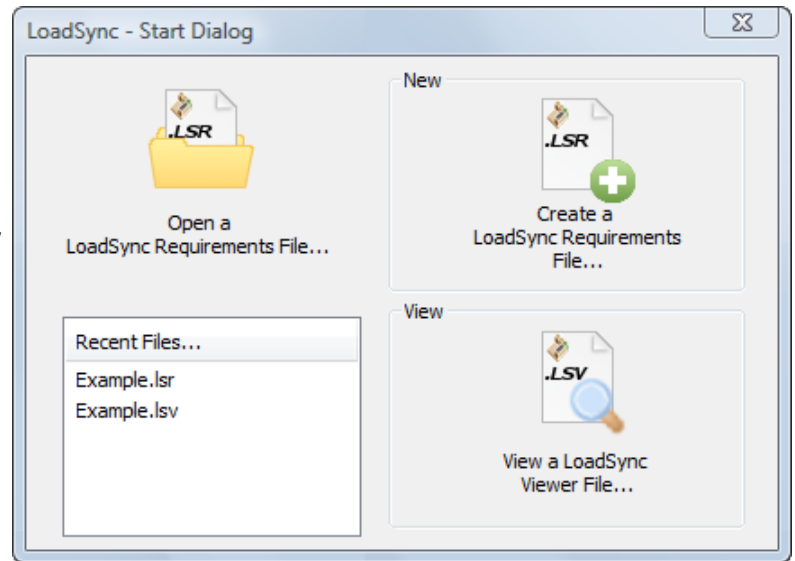 LoadSync - Start Dialog
.LSR
Open a
LoadSync Requirements File...
Recent Files...
Example.lsr
Example.lsv
New
.LSR
Create a
LoadSync Requirements
File...
View
.LSV
View a LoadSync
Viewer File...